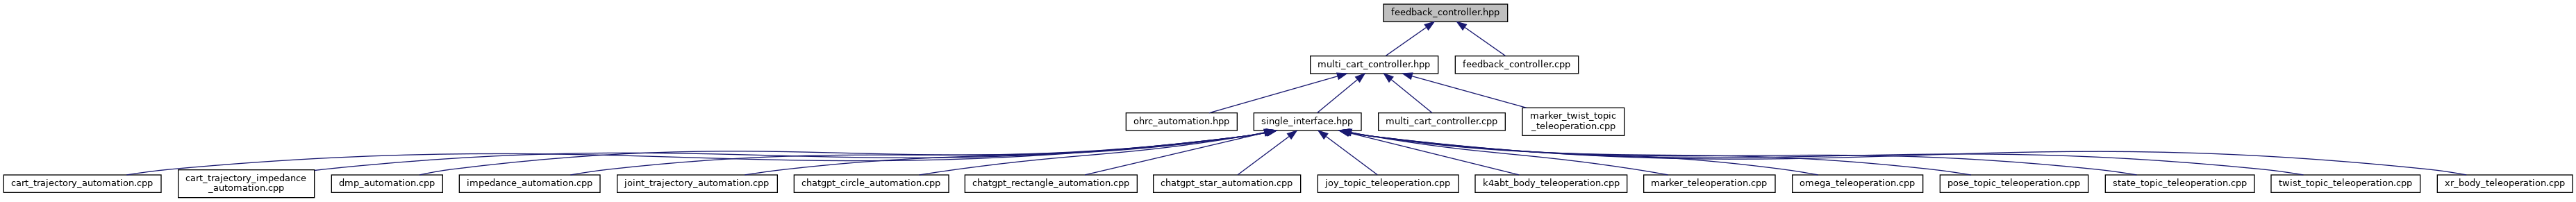 feedback_controller.hpp
multi_cart_controller.hpp
feedback_controller.cpp
ohrc_automation.hpp
single_interface.hpp
multi_cart_controller.cpp
marker_twist_topic
_teleoperation.cpp
cart_trajectory_automation.cpp
cart_trajectory_impedance
_automation.cpp
dmp_automation.cpp
impedance_automation.cpp
joint_trajectory_automation.cpp
chatgpt_circle_automation.cpp
chatgpt_rectangle_automation.cpp
chatgpt_star_automation.cpp
joy_topic_teleoperation.cpp
k4abt_body_teleoperation.cpp
marker_teleoperation.cpp
omega_teleoperation.cpp
pose_topic_teleoperation.cpp
state_topic_teleoperation.cpp
twist_topic_teleoperation.cpp
xr_body_teleoperation.cpp